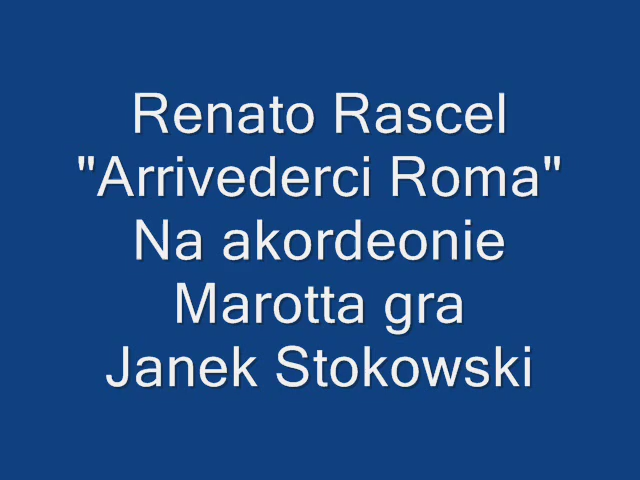 Renato Rascel
"Arrivederci Roma"
Na akordeonie
Marotta gra
Janek Stokowski